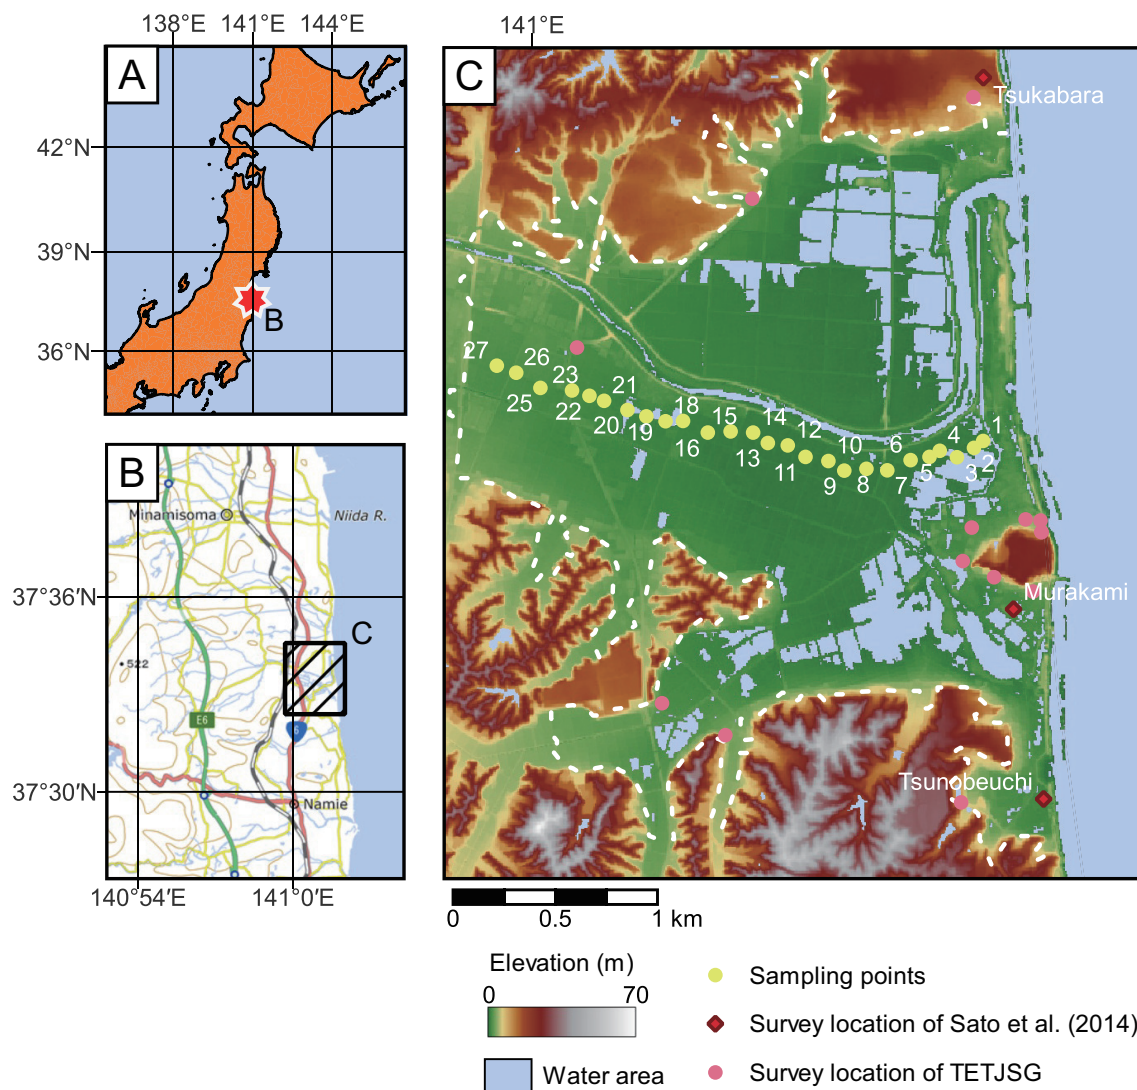 138°E 141°E 144°E
A
42°N
39°N
36°N
B
B
Minamisoma
Niida R.
37°36'N
C
522
E6
6
37°30'N
Namie
140°54'E 141°0'E
141°E
C
Tsukabara
27 26 25 23 22 21 20 19 18 16 15 14 13 12 11 10 9 8 7 6 5 4 3 2 1
Murakami
Tsunobeuchi
0 0.5 1 km
Elevation (m)
0 70
Water area
Sampling points
Survey location of Sato et al. (2014)
Survey location of TETJSG